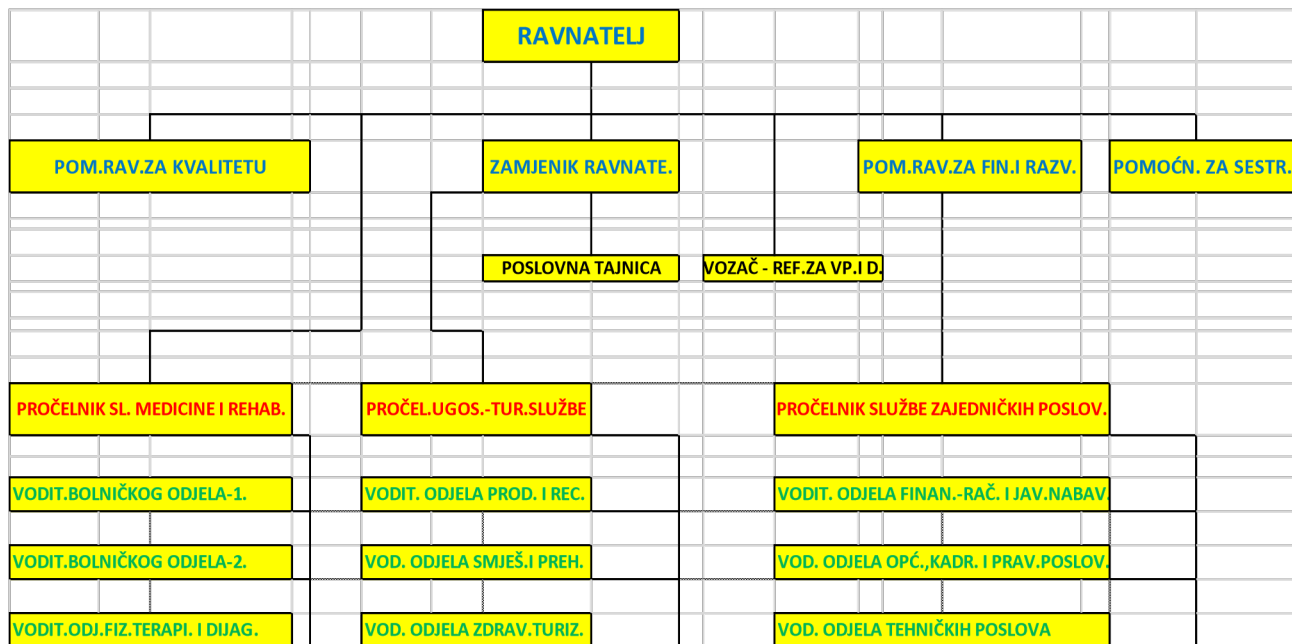 RAVNATELJ
POM.RAV.ZA KVALITETU
ZAMJENIK RAVNATE.
POM.RAV.ZA FIN.I RAZV.
POMOĆN. ZA SESTR.
POSLOVNA TAJNICA
VOZAČ - REF.ZA VP.I D.
PROČELNIK SL. MEDICINE I REHAB.
PROČEL.UGOS.-TUR.SLUŽBE
PROČELNIK SLUŽBE ZAJEDNIČKIH POSLOV.
VODIT.BOLNIČKOG ODJELA-1.
VODIT. ODJELA PROD. I REC.
VODIT. ODJELA FINAN.-RAČ. I JAV.NABAV.
VODIT.BOLNIČKOG ODJELA-2.
VOD. ODJELA SMJEŠ.I PREH.
VOD. ODJELA OPĆ.,KADR. I PRAV.POSLOV.
VODIT.ODJ.FIZ.TERAPI. I DIJAG.
VOD. ODJELA ZDRAV.TURIZ.
VOD. ODJELA TEHNIČKIH POSLOVA